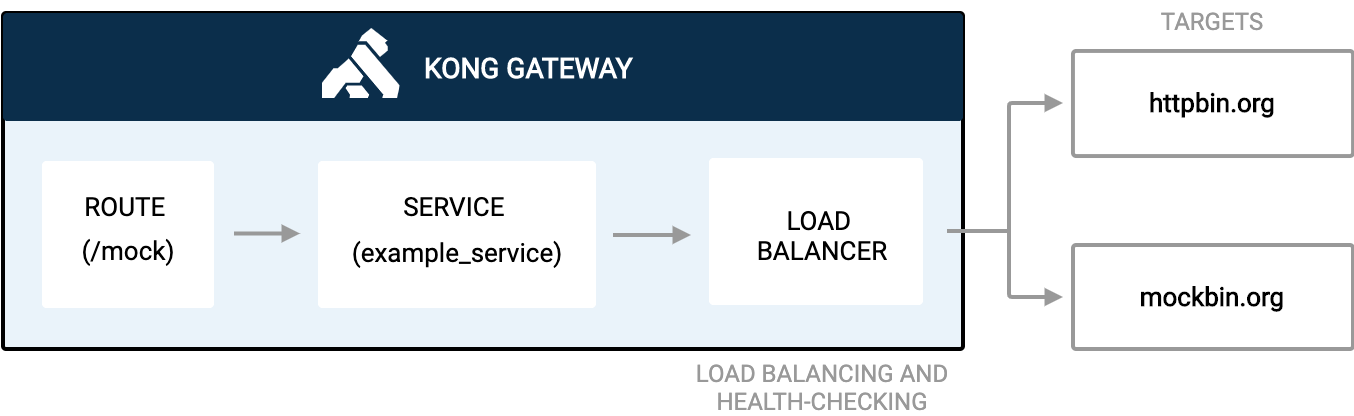 TARGETS
KONG GATEWAY
httpbin.org
ROUTE
(/mock)
SERVICE
(example_service)
LOAD
BALANCER
mockbin.org
LOAD BALANCING AND
HEALTH-CHECKING